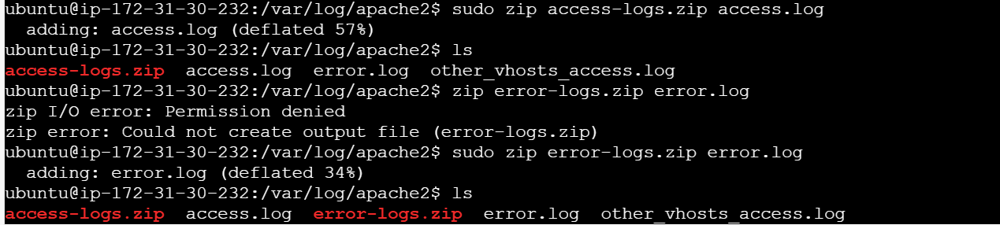 ubuntu@ip-172-31-30-232:/var/log/apache2$ sudo zip access-logs.zip access.log
  adding: access.log (deflated 57%)
ubuntu@ip-172-31-30-232:/var/log/apache2$ ls
access-logs.zip  access.log  error.log  other_vhosts_access.log
ubuntu@ip-172-31-30-232:/var/log/apache2$ zip error-logs.zip error.log
zip I/O error: Permission denied
zip error: Could not create output file (error-logs.zip)
ubuntu@ip-172-31-30-232:/var/log/apache2$ sudo zip error-logs.zip error.log
  adding: error.log (deflated 34%)
ubuntu@ip-172-31-30-232:/var/log/apache2$ ls
access-logs.zip  access.log  error-logs.zip  error.log  other_vhosts_access.log